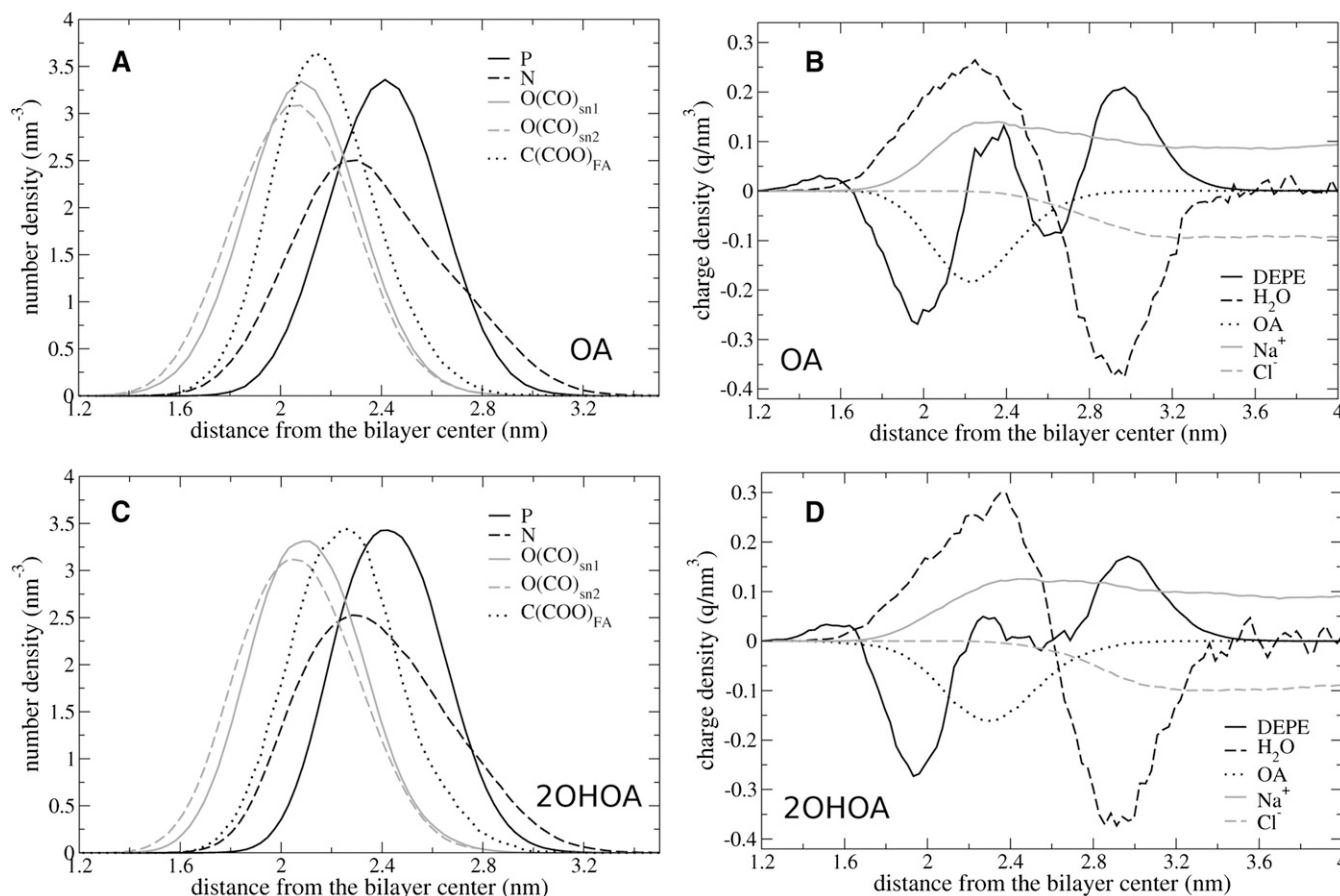 A
P
N
O(CO)sn1
O(CO)sn2
C(COO)FA
OA
number density (nm-3)
4
3.5
3
2.5
2
1.5
1
0.5
0
1.2 1.6 2 2.4 2.8 3.2
distance from the bilayer center (nm)
B
DEPE
H2O
OA
Na+
Cl-
OA
charge density (q/nm3)
0.3
0.2
0.1
0
-0.1
-0.2
-0.3
-0.4
1.2 1.6 2 2.4 2.8 3.2 3.6 4
distance from the bilayer center (nm)
C
P
N
O(CO)sn1
O(CO)sn2
C(COO)FA
2OHOA
number density (nm-3)
4
3.5
3
2.5
2
1.5
1
0.5
0
1.2 1.6 2 2.4 2.8 3.2
distance from the bilayer center (nm)
D
DEPE
H2O
OA
Na+
Cl-
2OHOA
charge density (q/nm3)
0.3
0.2
0.1
0
-0.1
-0.2
-0.3
-0.4
1.2 1.6 2 2.4 2.8 3.2 3.6 4
distance from the bilayer center (nm)